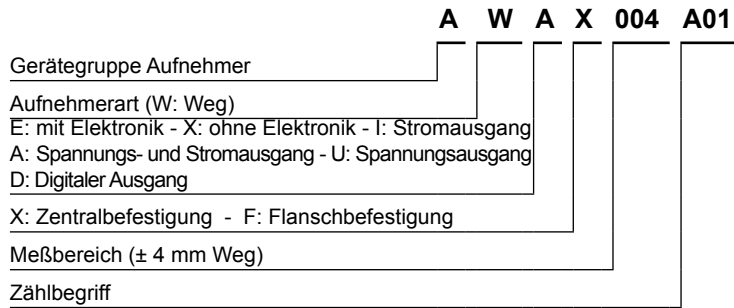 A W A X 004 A01
Gerätegruppe Aufnehmer
Aufnehmerart (W: Weg)
E: mit Elektronik - X: ohne Elektronik - I: Stromausgang
A: Spannungs- und Stromausgang - U: Spannungsausgang
D: Digitaler Ausgang
X: Zentralbefestigung - F: Flanschbefestigung
Meßbereich (± 4 mm Weg)
Zählbegriff